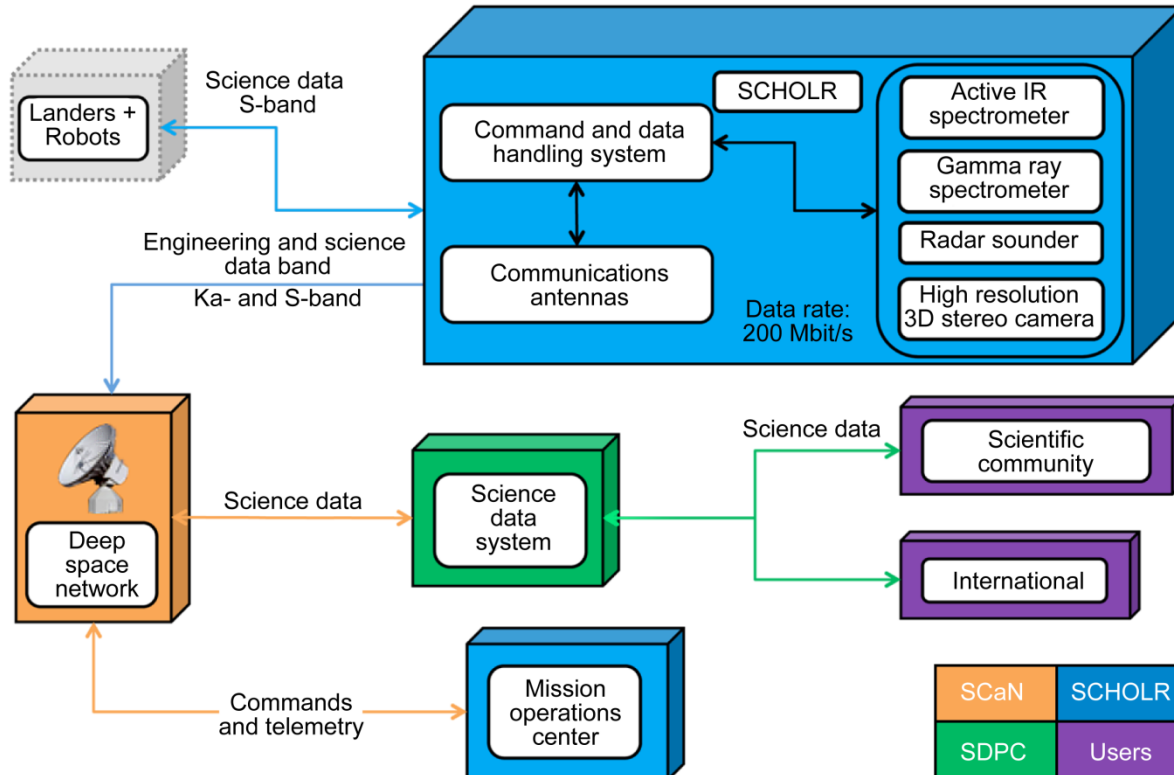 Landers +
Robots
Science data
S-band
SCHOLR
Command and data
handling system
Communications
antennas
Data rate:
200 Mbit/s
Active IR
spectrometer
Gamma ray
spectrometer
Radar sounder
High resolution
3D stereo camera
Engineering and science
data band
Ka- and S-band
Deep
space
network
Science data
Science
data
system
Science data
Scientific
community
International
Commands
and telemetry
Mission
operations
center
SCaN
SCHOLR
SDPC
Users